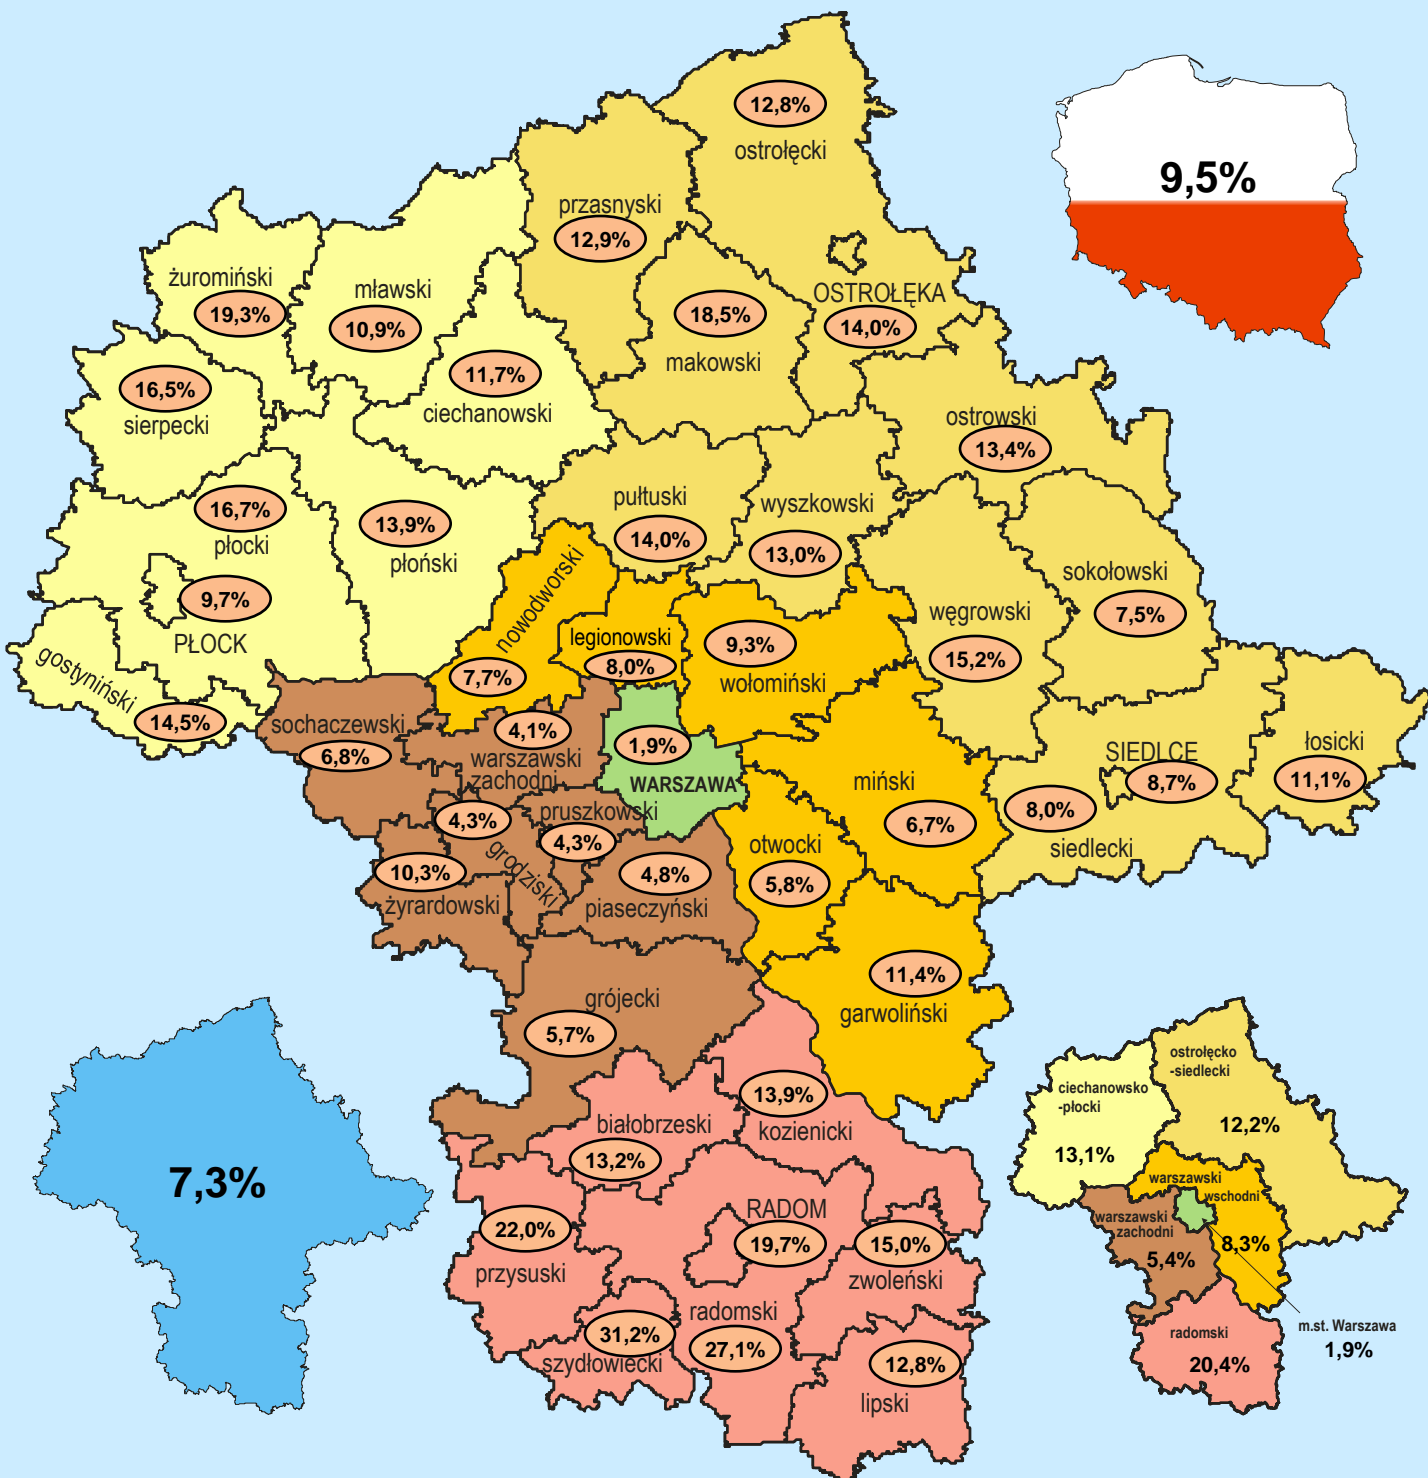 12,8%
ostrołęcki
9,5%
przasnyski
12,9%
żuromiński
19,3%
mławski
10,9%
18,5%
makowski
OSTROŁĘKA
14,0%
16,5%
sierpecki
11,7%
ciechanowski
ostrowski
13,4%
16,7%
płocki
13,9%
płoński
pułtuski
14,0%
wyszkowski
13,0%
sokołowski
7,5%
9,7%
PŁOCK
nowodworski
7,7%
legionowski
8,0%
9,3%
wołomiński
węgrowski
15,2%
gostyniński
14,5%
sochaczewski
6,8%
4,1%
warszawski
zachodni
1,9%
WARSZAWA
miński
6,7%
SIEDLCE
8,7%
8,0%
siedlecki
łosicki
11,1%
4,3%
grodziski
pruszkowski
4,3%
10,3%
żyrardowski
4,8%
piaseczyński
otwocki
5,8%
11,4%
garwoliński
grójecki
5,7%
13,9%
kozienicki
białobrzeski
13,2%
22,0%
przysuski
RADOM
19,7%
15,0%
zwoleński
31,2%
szydłowiecki
radomski
27,1%
12,8%
lipski
7,3%
ostrołęcko
-siedlecki
12,2%
ciechanowsko
-płocki
13,1%
warszawski
wschodni
8,3%
warszawski
zachodni
5,4%
m.st. Warszawa
1,9%
radomski
20,4%